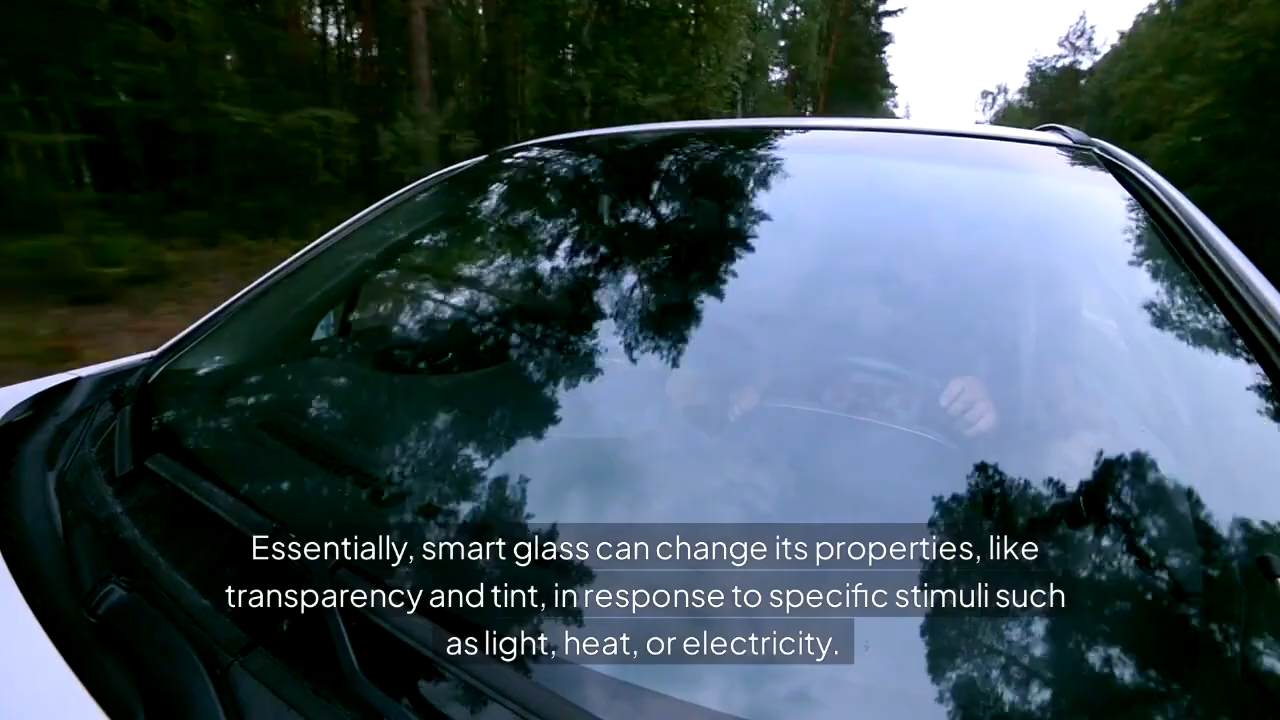 Essentially, smart glass can change its properties, like
transparency and tint, in response to specific stimuli such
as light, heat, or electricity.